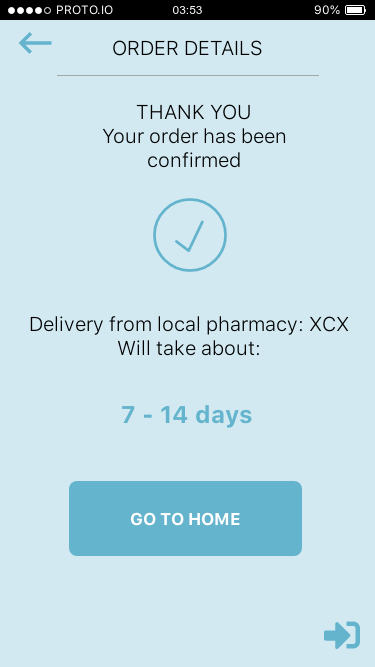 PROTO.IO 03:53 90%
ORDER DETAILS
THANK YOU
Your order has been
confirmed
Delivery from local pharmacy: XCX
Will take about:
7 - 14 days
GO TO HOME